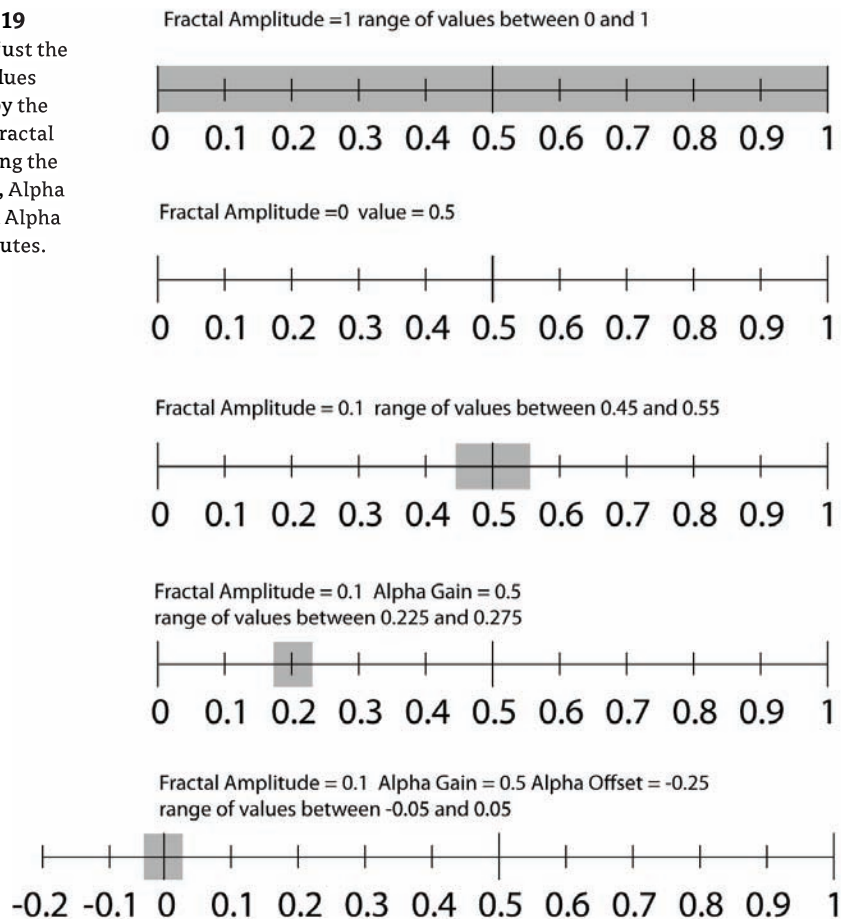 19
ust the
lues
by the
ractal
ng the
, Alpha
Alpha
utes.
Fractal Amplitude =1 range of values between 0 and 1
0 0.1 0.2 0.3 0.4 0.5 0.6 0.7 0.8 0.9 1
Fractal Amplitude =0 value = 0.5
0 0.1 0.2 0.3 0.4 0.5 0.6 0.7 0.8 0.9 1
Fractal Amplitude = 0.1 range of values between 0.45 and 0.55
0 0.1 0.2 0.3 0.4 0.5 0.6 0.7 0.8 0.9 1
Fractal Amplitude = 0.1 Alpha Gain = 0.5
range of values between 0.225 and 0.275
0 0.1 0.2 0.3 0.4 0.5 0.6 0.7 0.8 0.9 1
Fractal Amplitude = 0.1 Alpha Gain = 0.5 Alpha Offset = -0.25
range of values between -0.05 and 0.05
-0.2 -0.1 0 0.1 0.2 0.3 0.4 0.5 0.6 0.7 0.8 0.9 1